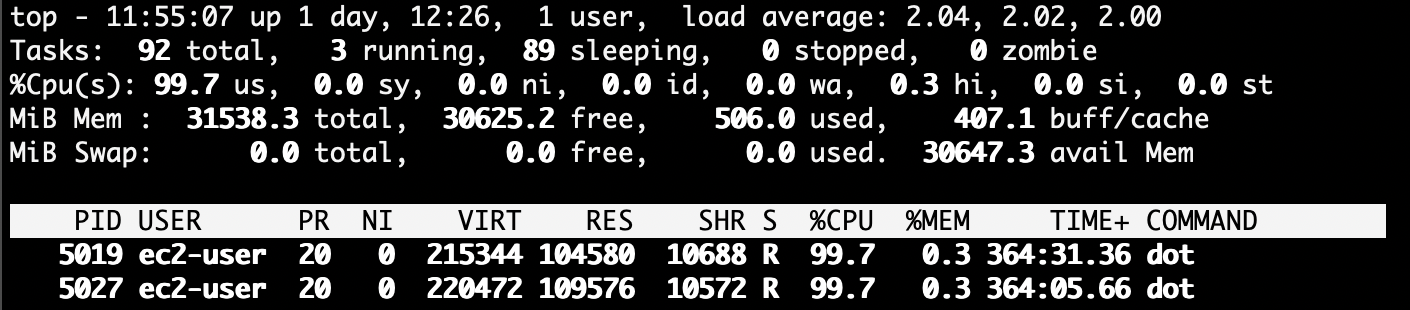 top - 11:55:07 up 1 day, 12:26,  1 user,  load average: 2.04, 2.02, 2.00
Tasks:  92 total,   3 running,  89 sleeping,   0 stopped,   0 zombie
%Cpu(s): 99.7 us,  0.0 sy,  0.0 ni,  0.0 id,  0.0 wa,  0.3 hi,  0.0 si,  0.0 st
MiB Mem :  31538.3 total,  30625.2 free,    506.0 used,    407.1 buff/cache
MiB Swap:      0.0 total,      0.0 free,      0.0 used.  30647.3 avail Mem
    PID USER      PR  NI    VIRT    RES    SHR S  %CPU  %MEM     TIME+ COMMAND
   5019 ec2-user  20   0  215344 104580  10688 R  99.7   0.3 364:31.36 dot
   5027 ec2-user  20   0  220472 109576  10572 R  99.7   0.3 364:05.66 dot